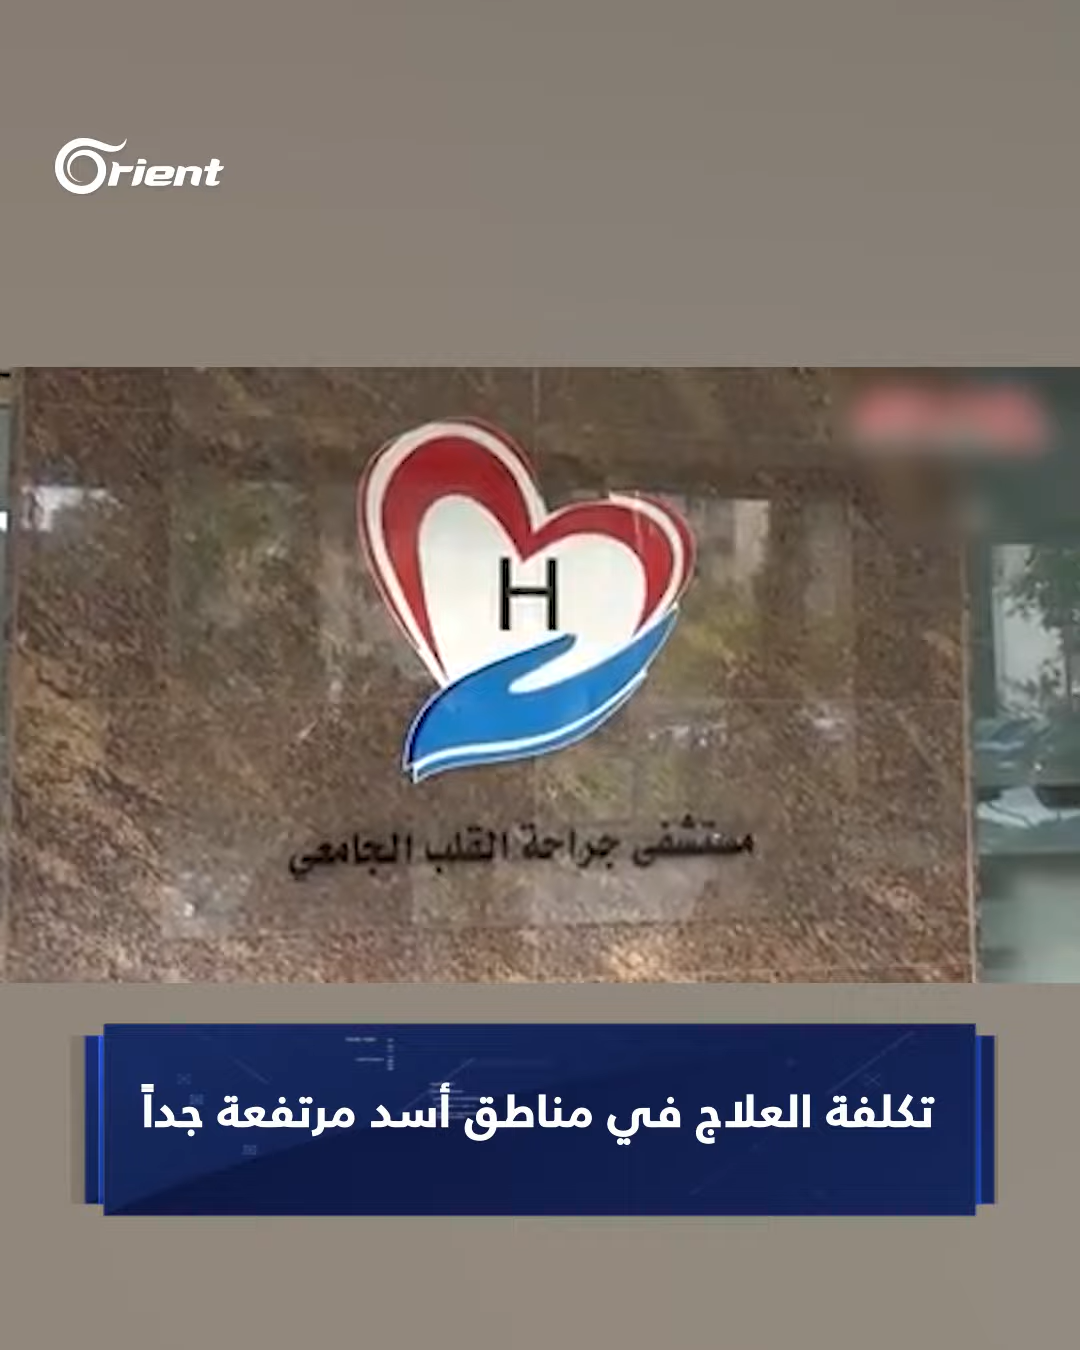 Orient
H
مستشفى جراحة القلب الجامعي
تكلفة العلاج في مناطق أسد مرتفعة جداً